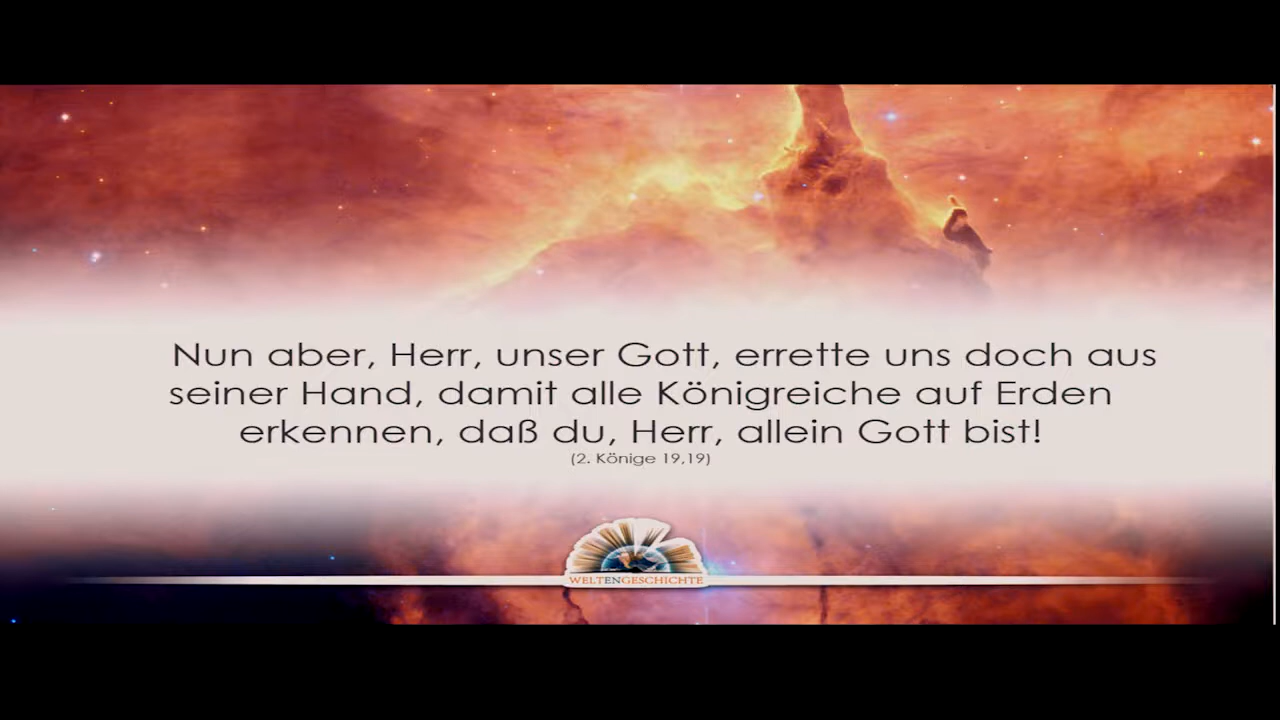 Nun aber, Herr, unser Gott, errette uns doch aus
seiner Hand, damit alle Königreiche auf Erden
erkennen, daß du, Herr, allein Gott bist!
(2. Könige 19,19)
WELTENGESCHICHTE